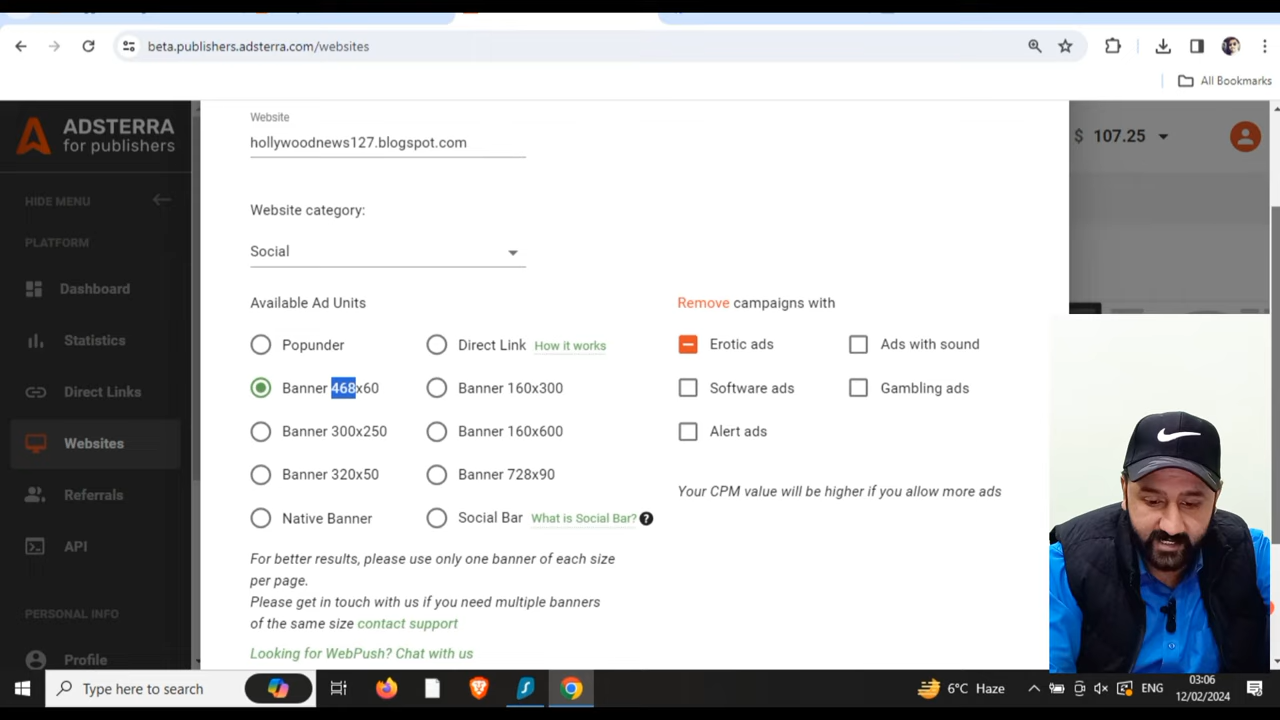 beta.publishers.adsterra.com/websites
All Bookmarks
ADSTERRA
for publishers
HIDE MENU
PLATFORM
Dashboard
Statistics
Direct Links
Websites
Referrals
API
PERSONAL INFO
Profile
Website
hollywoodnews127.blogspot.com
Website category:
Social
Available Ad Units
Popunder
Direct Link How it works
Banner 468x60
Banner 160x300
Banner 300x250
Banner 160x600
Banner 320x50
Banner 728x90
Native Banner
Social Bar What is Social Bar? ?
For better results, please use only one banner of each size
per page.
Please get in touch with us if you need multiple banners
of the same size contact support
Looking for WebPush? Chat with us
Remove campaigns with
Erotic ads
Ads with sound
Software ads
Gambling ads
Alert ads
Your CPM value will be higher if you allow more ads
$ 107.25
Type here to search
6°C Haze
ENG
03:06
12/02/2024